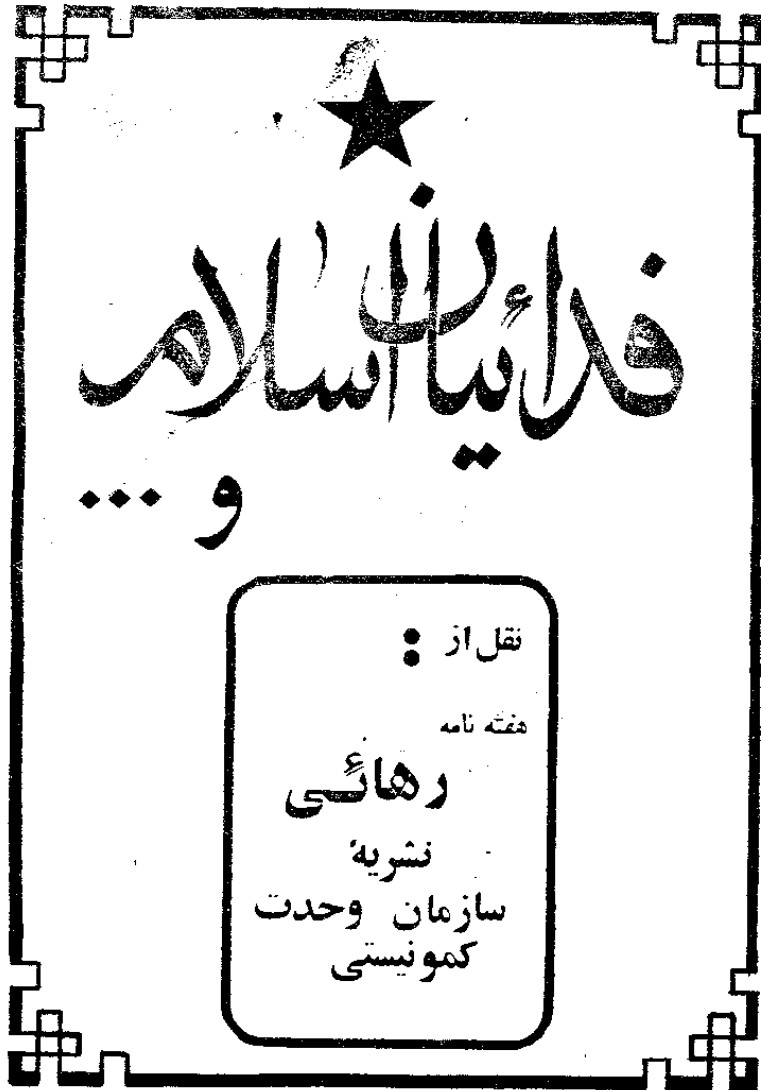 فدائیان اسلام
و ...
نقل از :
هفته نامه
رهائی
نشریهٔ
سازمان وحدت
کمونیستی